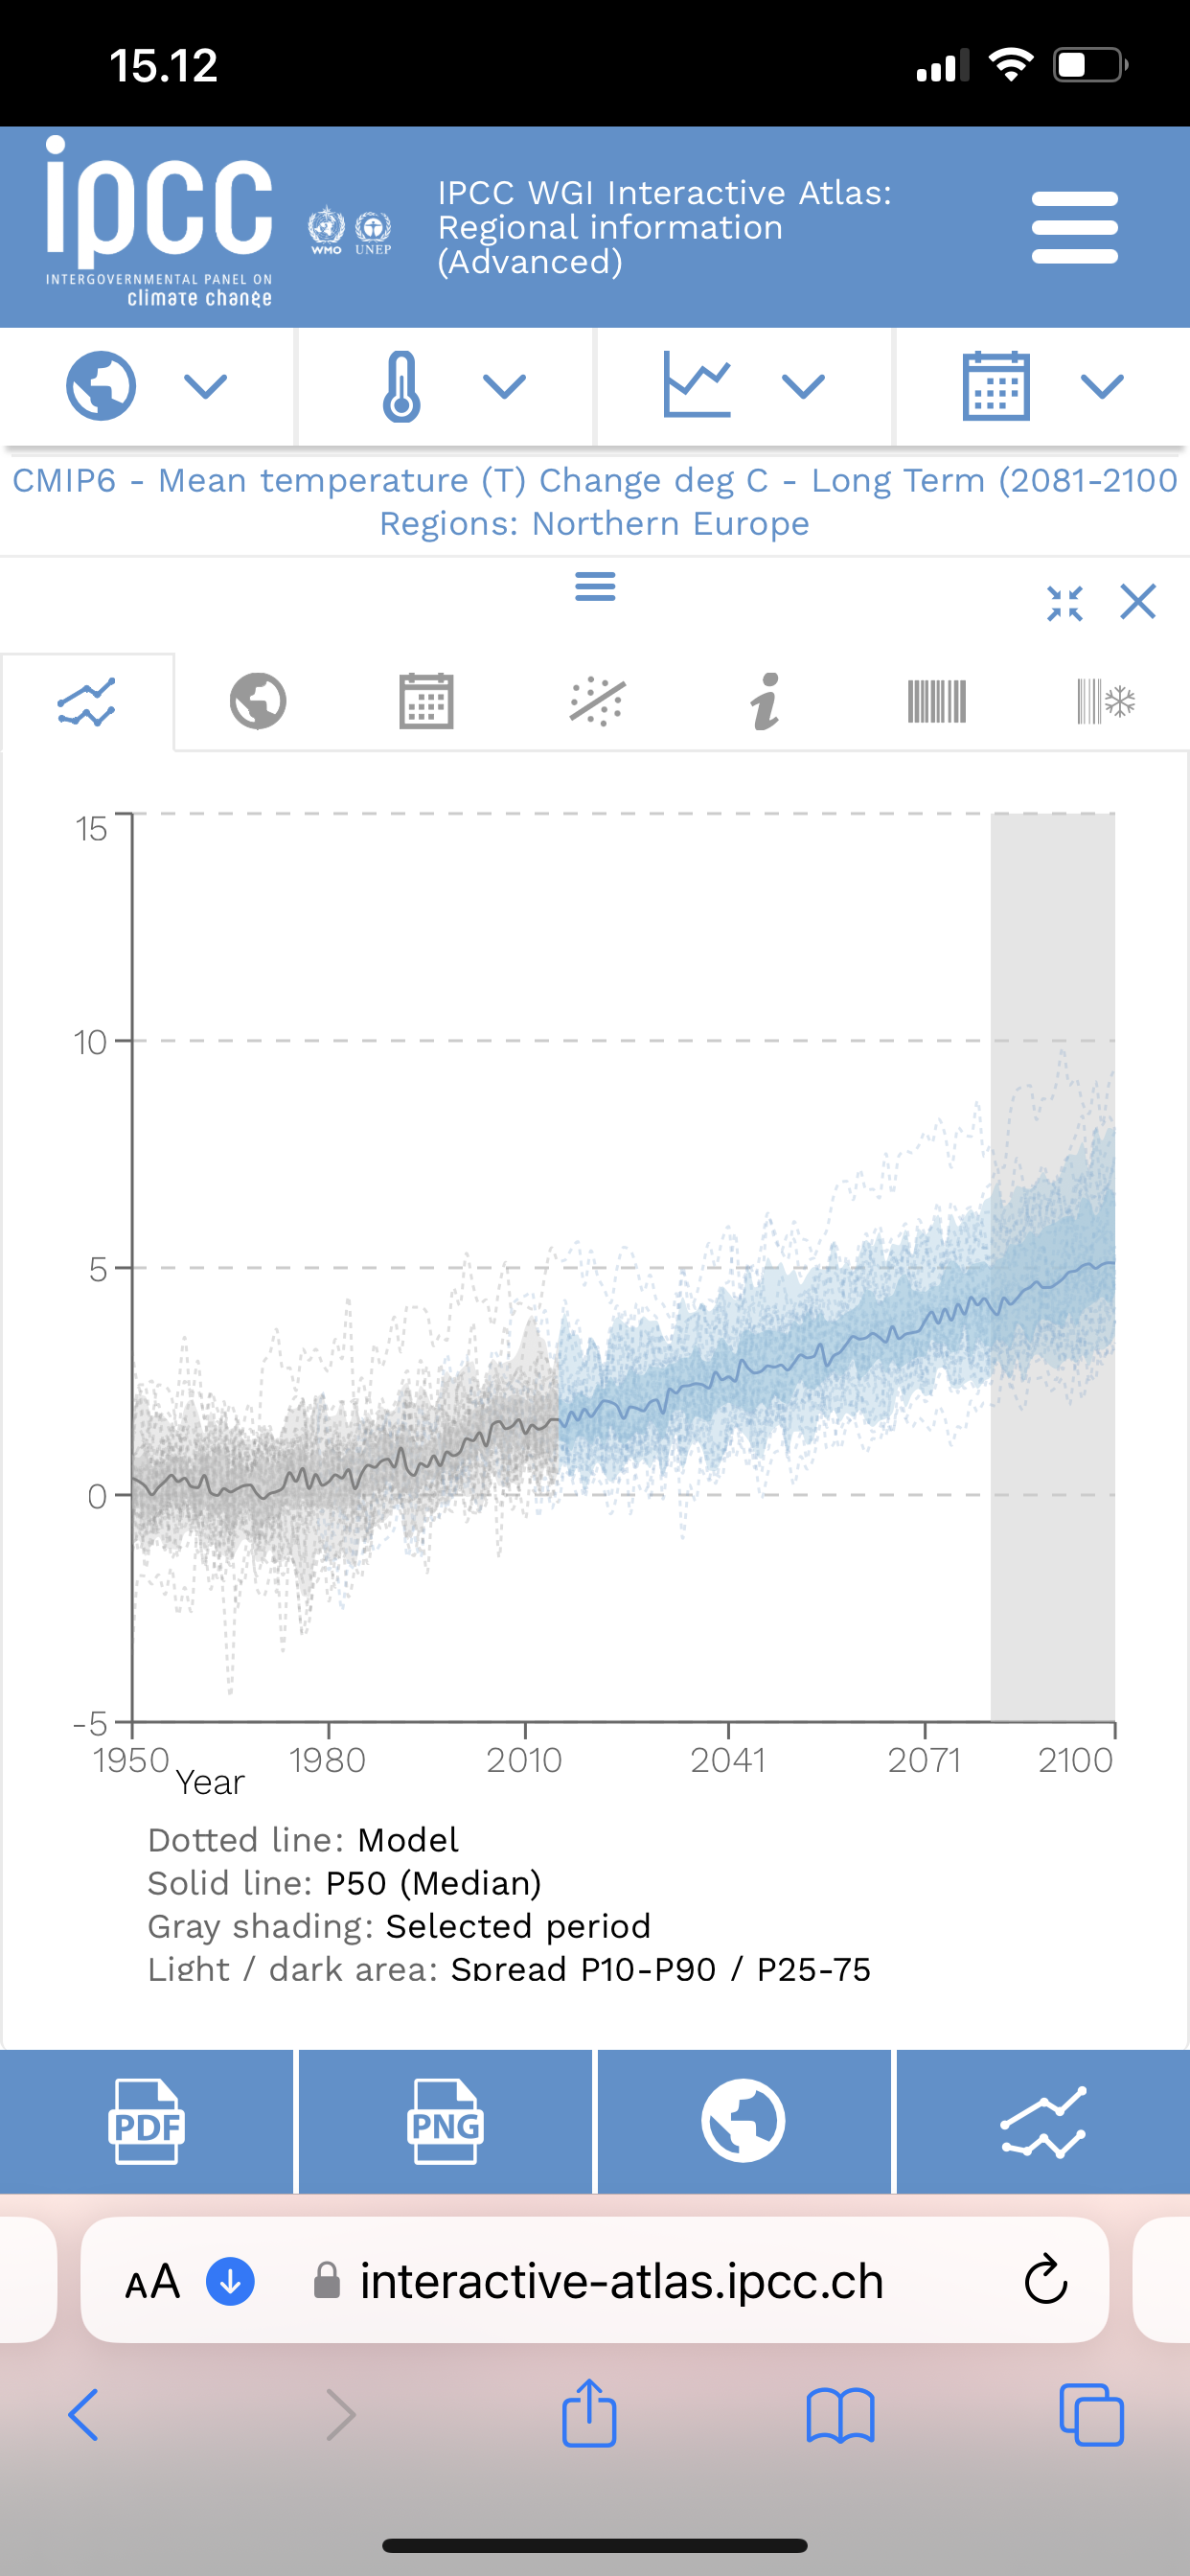 15.12
ipcc
INTERGOVERNMENTAL PANEL ON
climate change
WMO
UNEP
IPCC WGI Interactive Atlas:
Regional information
(Advanced)
CMIP6 - Mean temperature (T) Change deg C - Long Term (2081-2100
Regions: Northern Europe
15
10
5
0
-5
1950 1980 2010 2041 2071 2100
Year
Dotted line: Model
Solid line: P50 (Median)
Gray shading: Selected period
Light / dark area: Spread P10-P90 / P25-75
PDF PNG
AA interactive-atlas.ipcc.ch